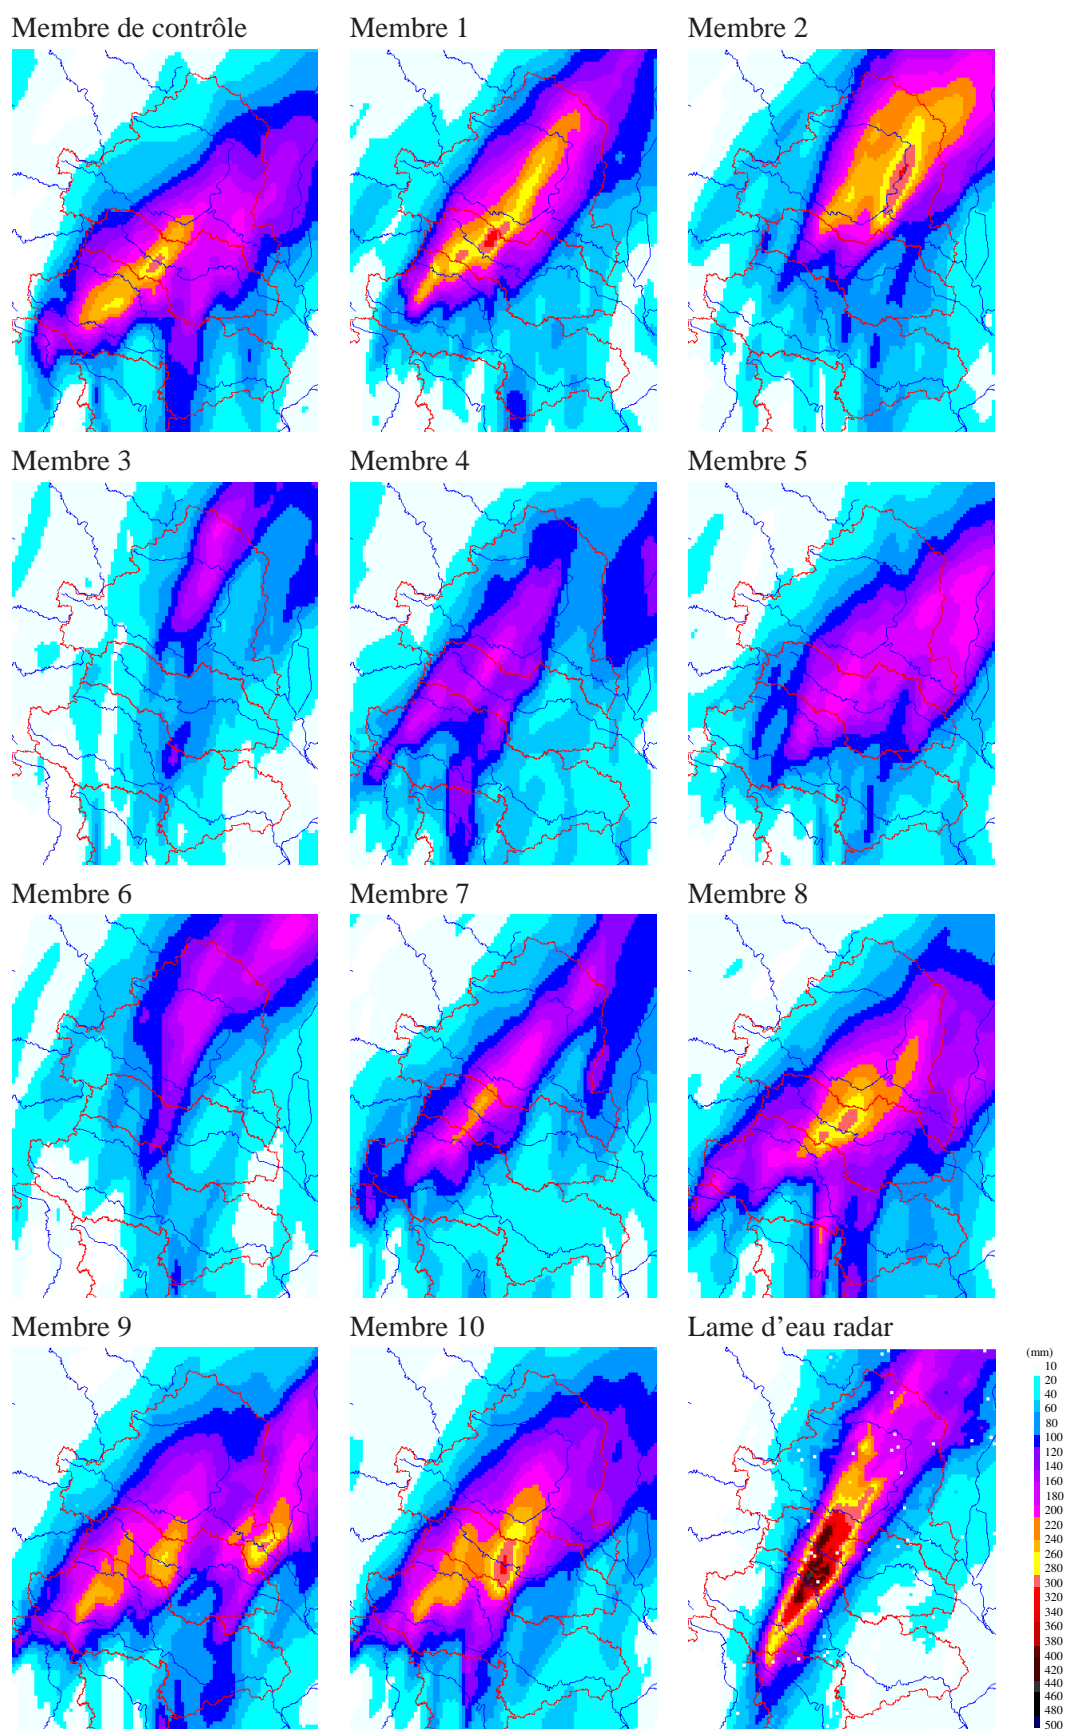 Membre de contrôle
Membre 1
Membre 2
Membre 3
Membre 4
Membre 5
Membre 6
Membre 7
Membre 8
Membre 9
Membre 10
Lame d’eau radar
(mm)
10
20
60
80
100
120
140
160
180
200
220
240
260
280
300
320
340
360
380
400
420
440
460
480
500